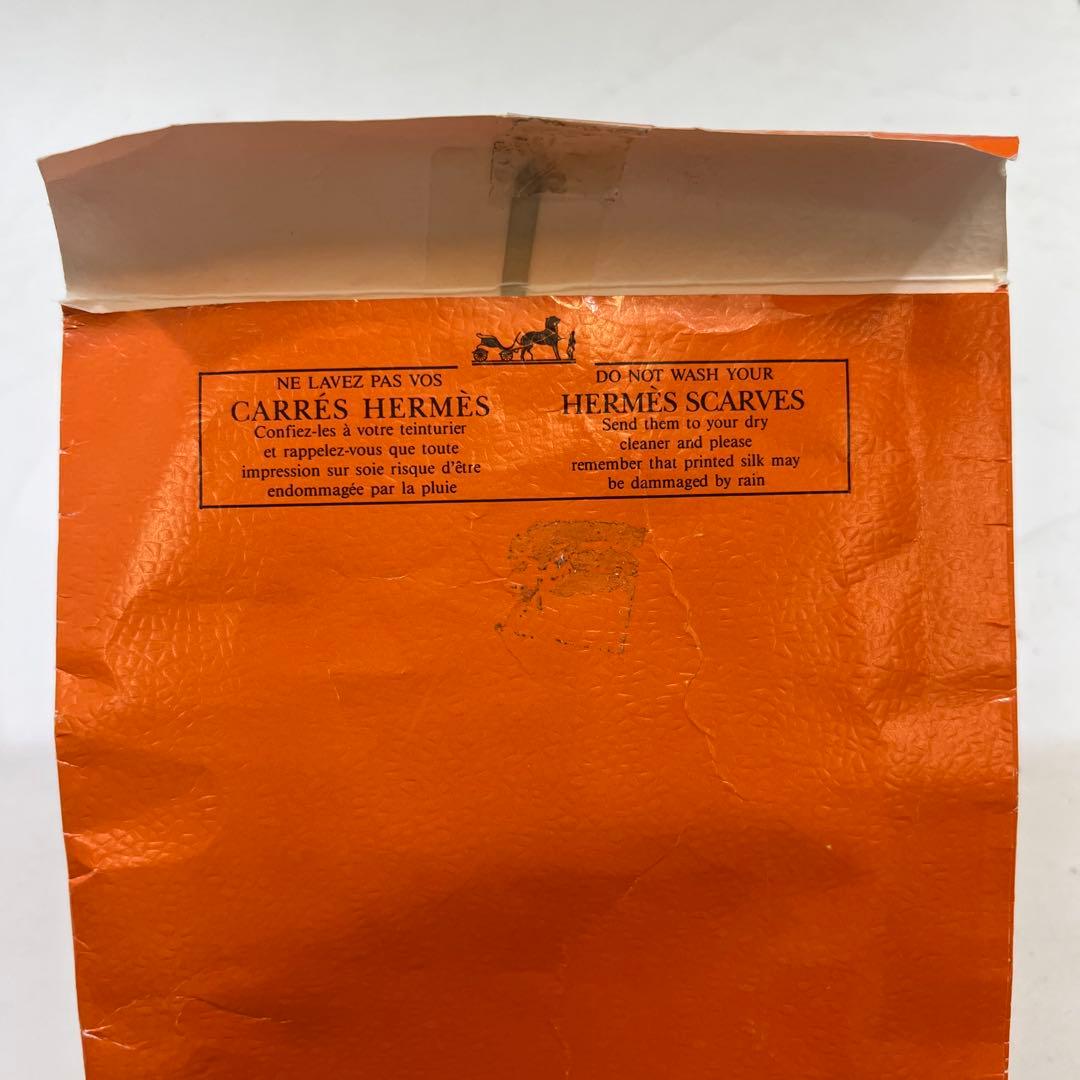 NE LAVEZ PAS VOS
CARRÉS HERMÈS
Confiez-les à votre teinturier
et rappelez-vous que toute
impression sur soie risque d'être
endommagée par la pluie
DO NOT WASH YOUR
HERMÈS SCARVES
Send them to your dry
cleaner and please
remember that printed silk may
be dammaged by rain